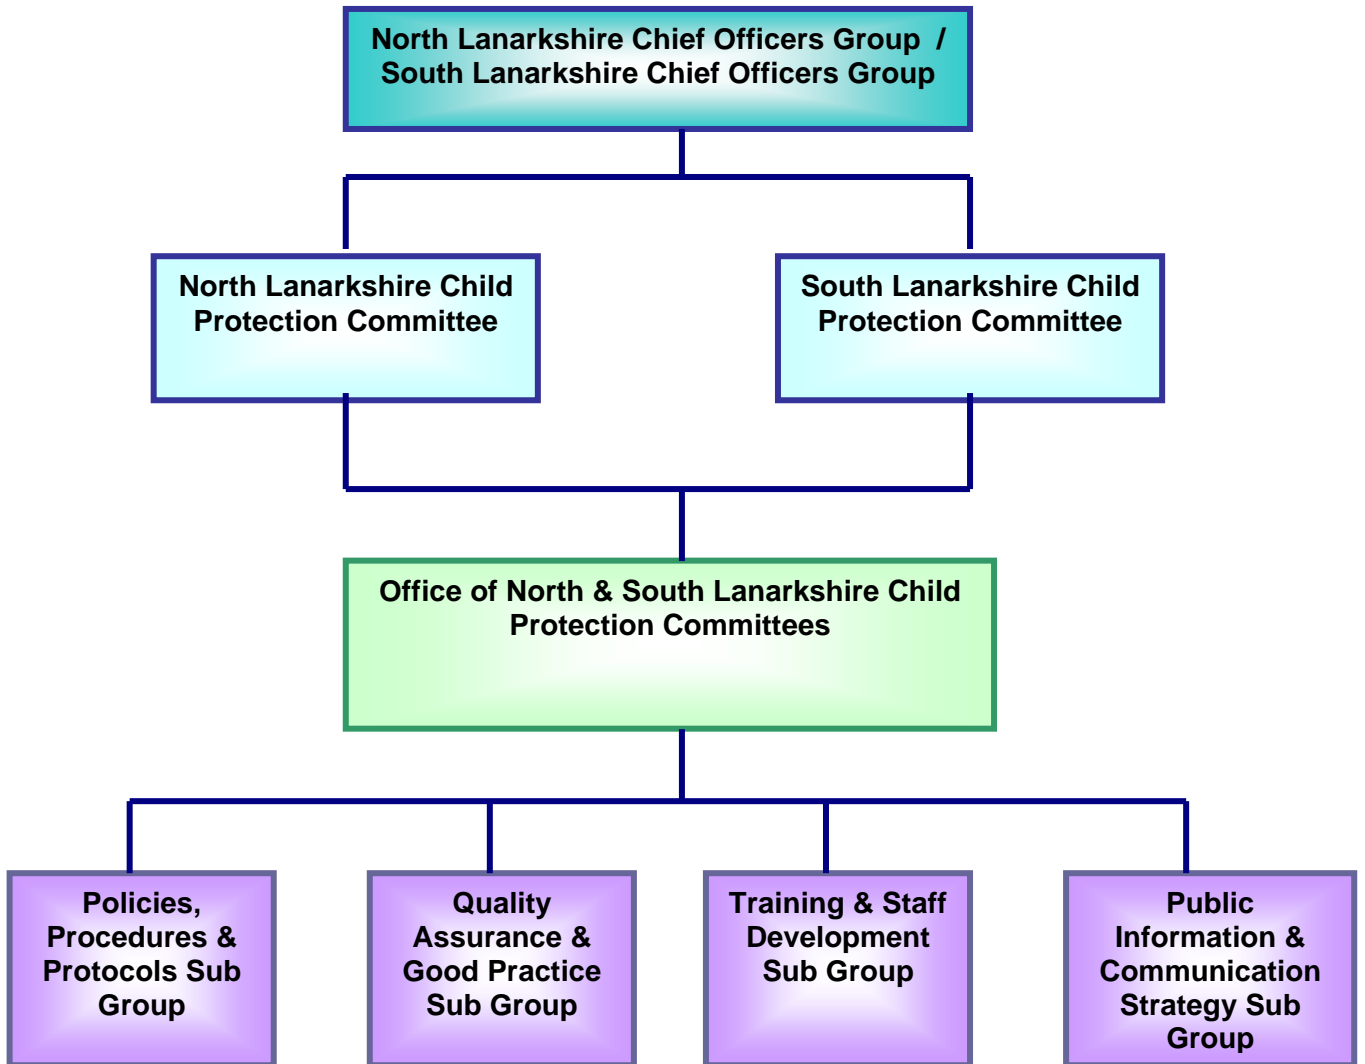 North Lanarkshire Chief Officers Group /
South Lanarkshire Chief Officers Group
North Lanarkshire Child
Protection Committee
South Lanarkshire Child
Protection Committee
Office of North & South Lanarkshire Child
Protection Committees
Policies,
Procedures &
Protocols Sub
Group
Quality
Assurance &
Good Practice
Sub Group
Training & Staff
Development
Sub Group
Public
Information &
Communication
Strategy Sub
Group